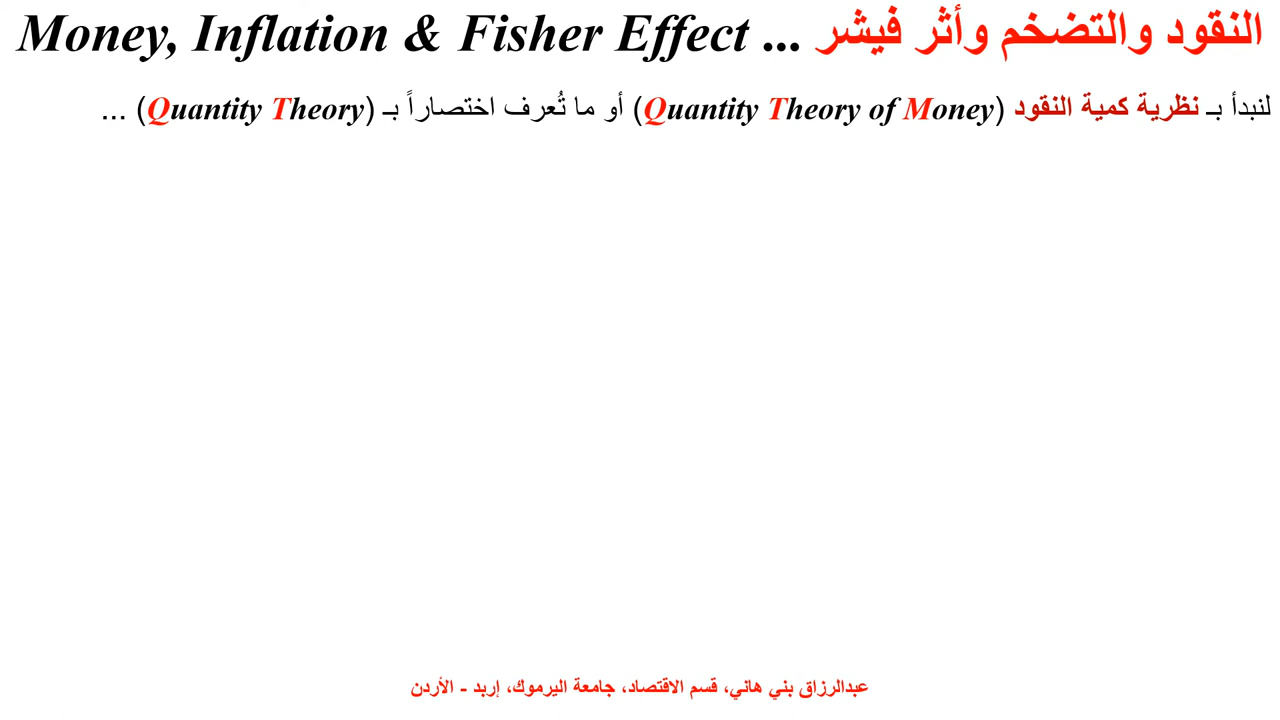 النقود والتضخم وأثر فيشر ... Money, Inflation & Fisher Effect
لنبدأ بـ نظرية كمية النقود (Quantity Theory of Money) أو ما تُعرف اختصاراً بـ (Quantity Theory) ...
عبدالرزاق بني هاني، قسم الاقتصاد، جامعة اليرموك، إربد - الأردن